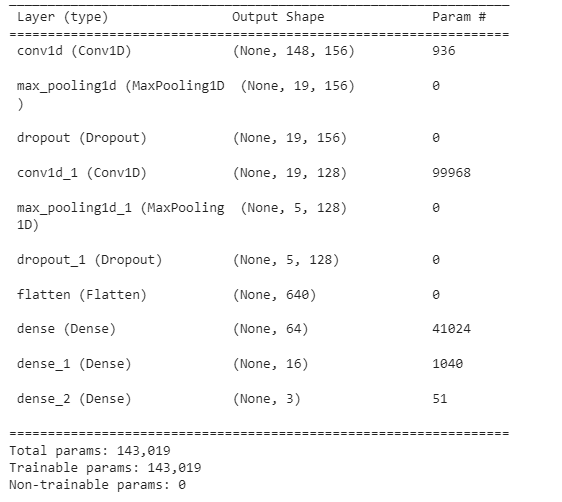 Layer (type) Output Shape Param #
conv1d (Conv1D) (None, 148, 156) 936
max_pooling1d (MaxPooling1D (None, 19, 156) 0
)
dropout (Dropout) (None, 19, 156) 0
conv1d_1 (Conv1D) (None, 19, 128) 99968
max_pooling1d_1 (MaxPooling (None, 5, 128) 0
1D)
dropout_1 (Dropout) (None, 5, 128) 0
flatten (Flatten) (None, 640) 0
dense (Dense) (None, 64) 41024
dense_1 (Dense) (None, 16) 1040
dense_2 (Dense) (None, 3) 51
Total params: 143,019
Trainable params: 143,019
Non-trainable params: 0